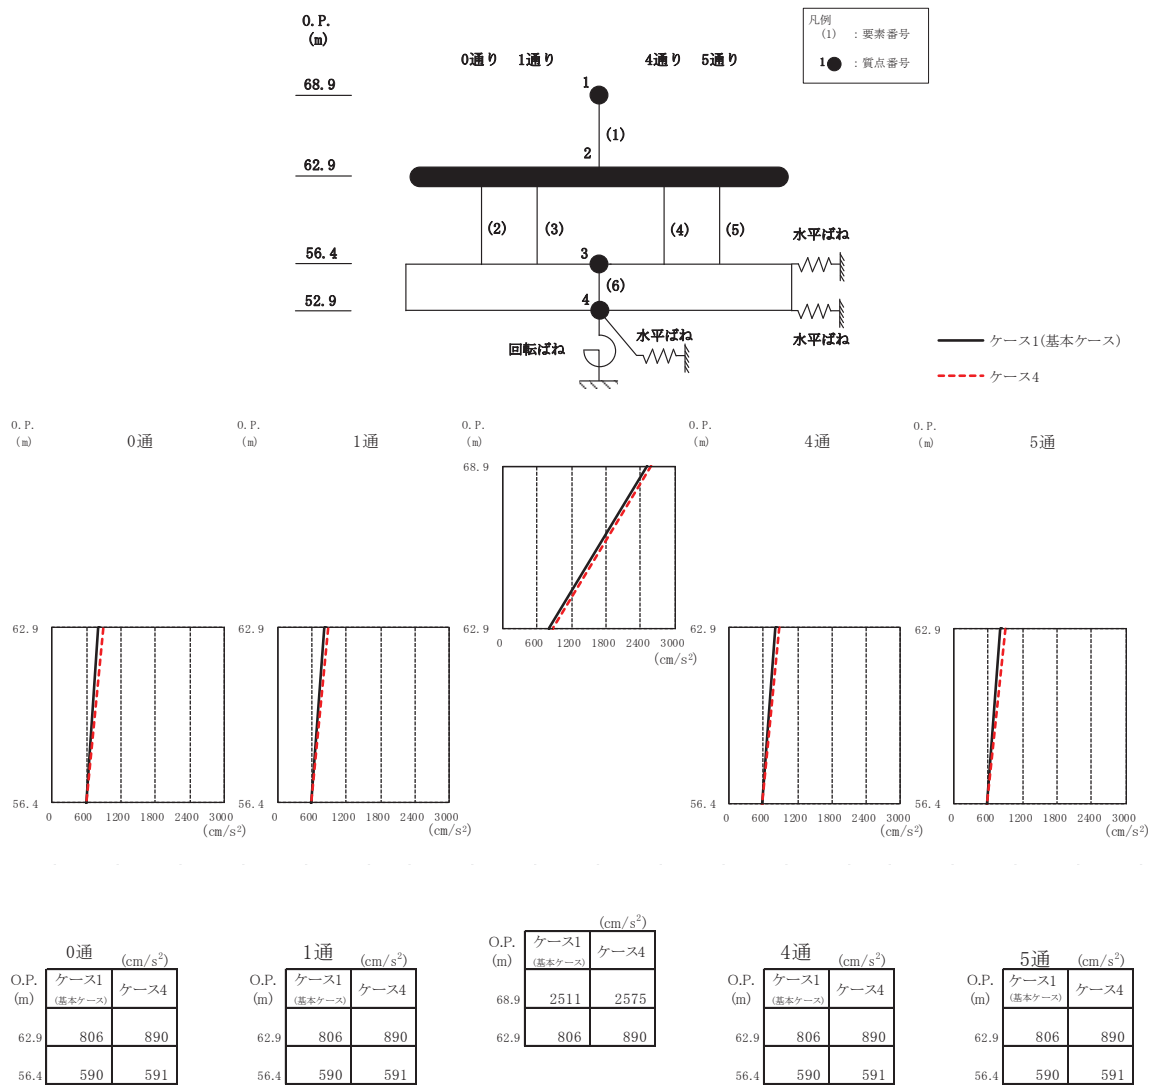 O.P.
(m)
0通り 1通り 4通り 5通り
凡例
(1) : 要素番号
1 : 質点番号
68.9
1
(1)
2
62.9
(2) (3) (4) (5)
水平ばね
56.4
3
(6)
52.9
4
水平ばね
水平ばね
回転ばね
ケース1(基本ケース)
ケース4
O.P.
(m)
0通
62.9
56.4
0 600 1200 1800 2400 3000
(cm/s²)
O.P.
(m)
1通
62.9
56.4
0 600 1200 1800 2400 3000
(cm/s²)
O.P.
(m)
68.9
62.9
0 600 1200 1800 2400 3000
(cm/s²)
O.P.
(m)
4通
62.9
56.4
0 600 1200 1800 2400 3000
(cm/s²)
O.P.
(m)
5通
62.9
56.4
0 600 1200 1800 2400 3000
(cm/s²)
0通 (cm/s²)
O.P.
(m)
ケース1
(基本ケース)
ケース4
62.9 806 890
56.4 590 591
1通 (cm/s²)
O.P.
(m)
ケース1
(基本ケース)
ケース4
62.9 806 890
56.4 590 591
(cm/s²)
O.P.
(m)
ケース1
(基本ケース)
ケース4
68.9 2511 2575
62.9 806 890
4通 (cm/s²)
O.P.
(m)
ケース1
(基本ケース)
ケース4
62.9 806 890
56.4 590 591
5通 (cm/s²)
O.P.
(m)
ケース1
(基本ケース)
ケース4
62.9 806 890
56.4 590 591